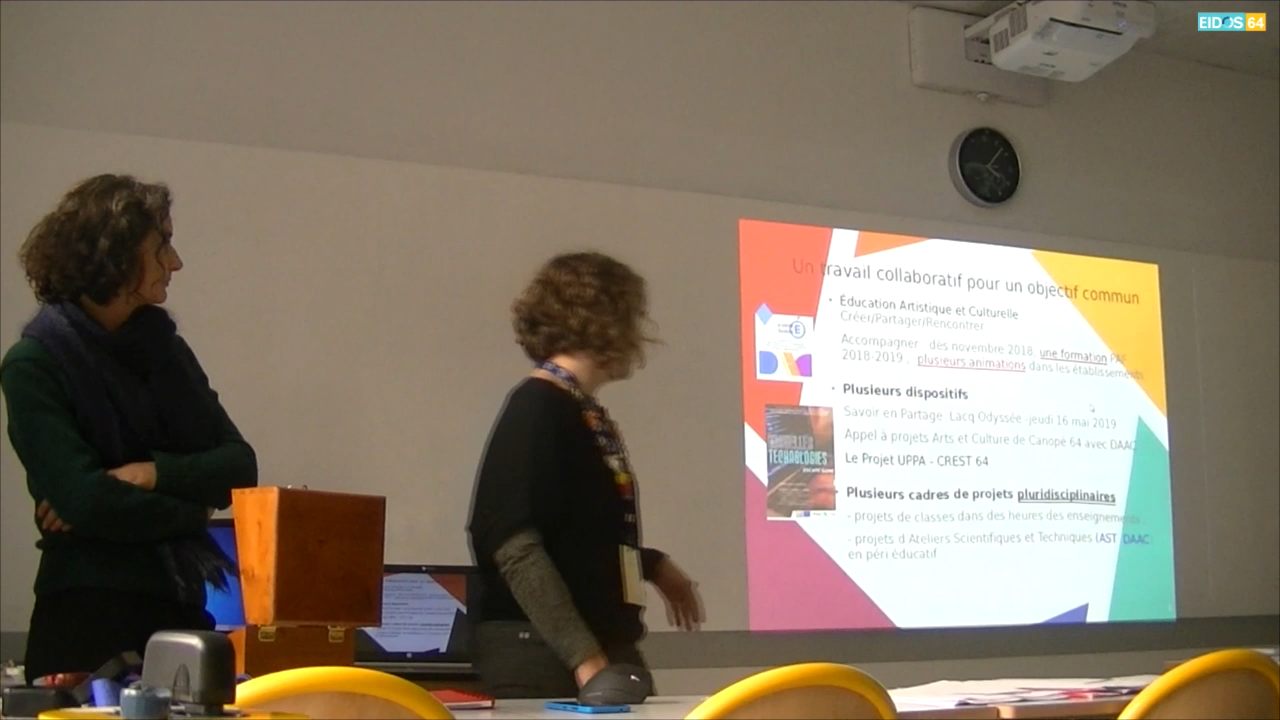 EIDOS 64
Un travail collaboratif pour un objectif commun
• Éducation Artistique et Culturelle
Créer/Partager/Rencontrer
Accompagner dès novembre 2018, une formation PAF
2018-2019, plusieurs animations dans les établissements
• Plusieurs dispositifs
Savoir en Partage Lacq Odyssée -jeudi 16 mai 2019
Appel à projets Arts et Culture de Canopé 64 avec DAAC
Le Projet UPPA - CREST 64
TECHNOLOGIES
ESCAPE GAME
• Plusieurs cadres de projets pluridisciplinaires
- projets de classes dans des heures des enseignements
- projets d'Ateliers Scientifiques et Techniques (AST DAAC)
en péri éducatif